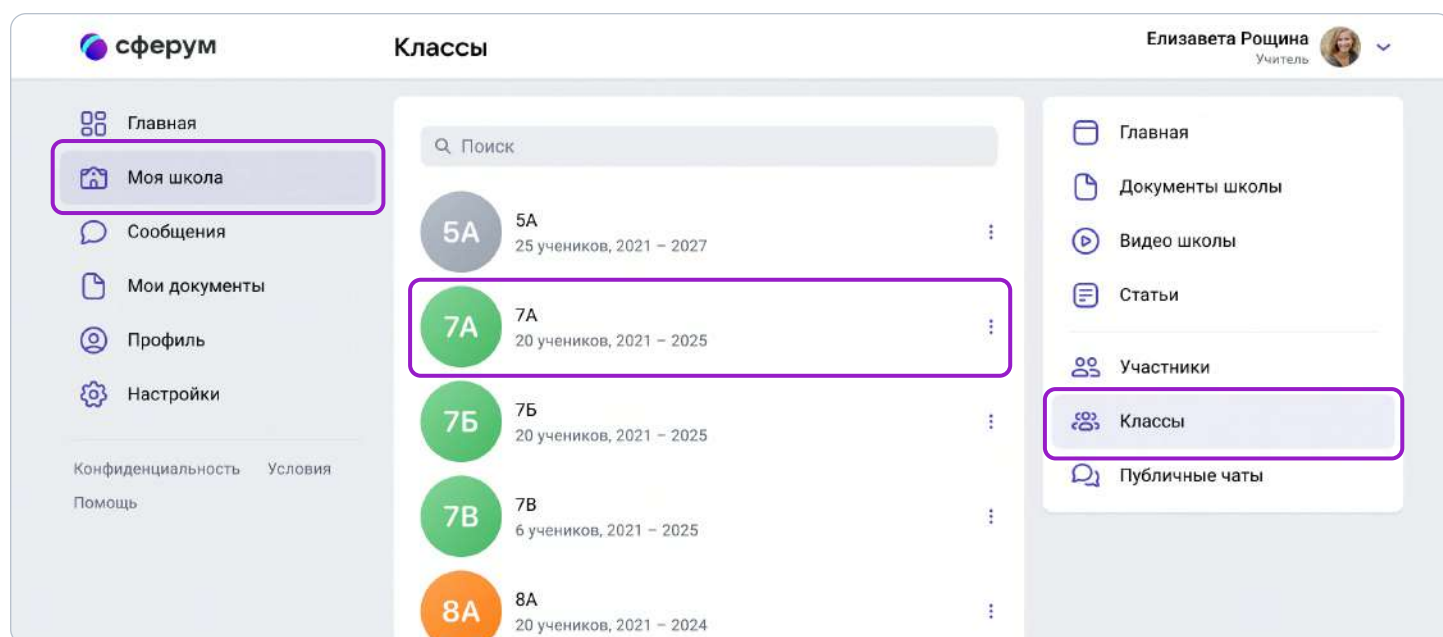 сферум
Классы
Елизавета Рощина
Учитель
Главная
Моя школа
Сообщения
Мои документы
Профиль
Настройки
Конфиденциальность Условия
Помощь
Поиск
5А
5А
25 учеников, 2021 – 2027
7А
7А
20 учеников, 2021 – 2025
7Б
7Б
20 учеников, 2021 – 2025
7В
7В
6 учеников, 2021 – 2025
8А
8А
20 учеников, 2021 – 2024
Главная
Документы школы
Видео школы
Статьи
Участники
Классы
Публичные чаты